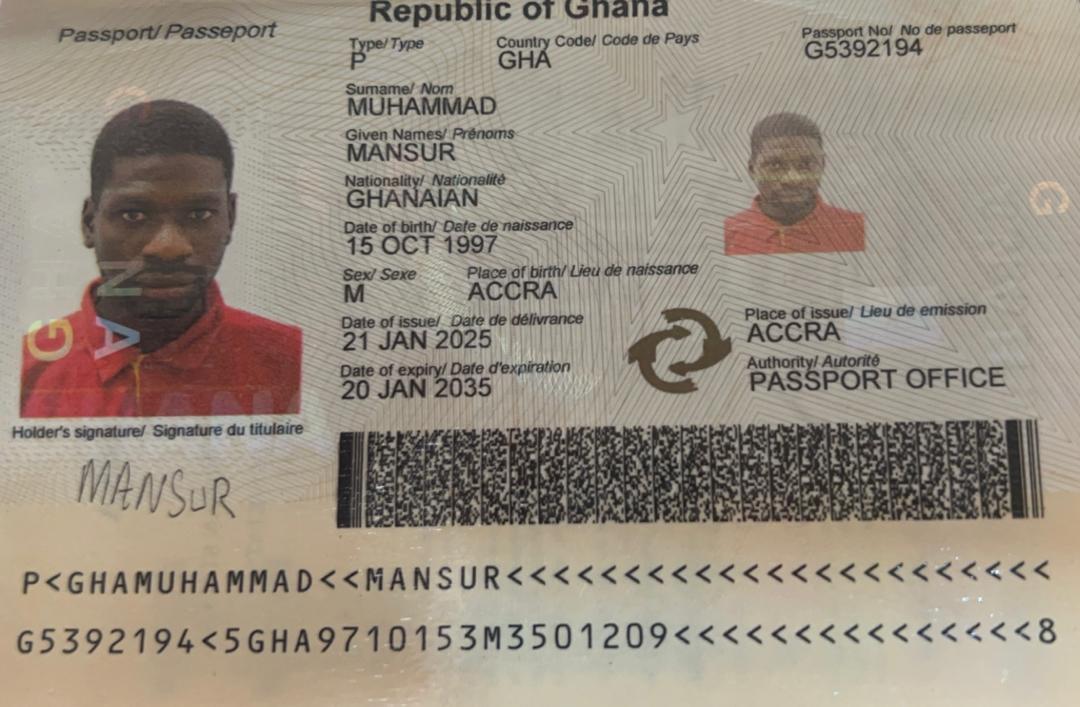 Republic of Ghana
Passport/ Passeport
Type/ Type
P
Country Code/ Code de Pays
GHA
Passport No/ No de passeport
G5392194
Surname/ Nom
MUHAMMAD
Given Names/ Prénoms
MANSUR
Nationality/ Nationalité
GHANAIAN
Date of birth/ Date de naissance
15 OCT 1997
Sex/ Sexe
M
Place of birth/ Lieu de naissance
ACCRA
Date of issue/ Date de délivrance
21 JAN 2025
Place of issue/ Lieu de emission
ACCRA
Date of expiry/ Date d'expiration
20 JAN 2035
Authority/ Autorité
PASSPORT OFFICE
Holder's signature/ Signature du titulaire
MANSUR
P<GHAMUHAMMAD<<MANSUR<<<<<<<<<<<<<<<<<<<<<<<
G5392194<5GHA9710153M3501209<<<<<<<<<<<<<<<8